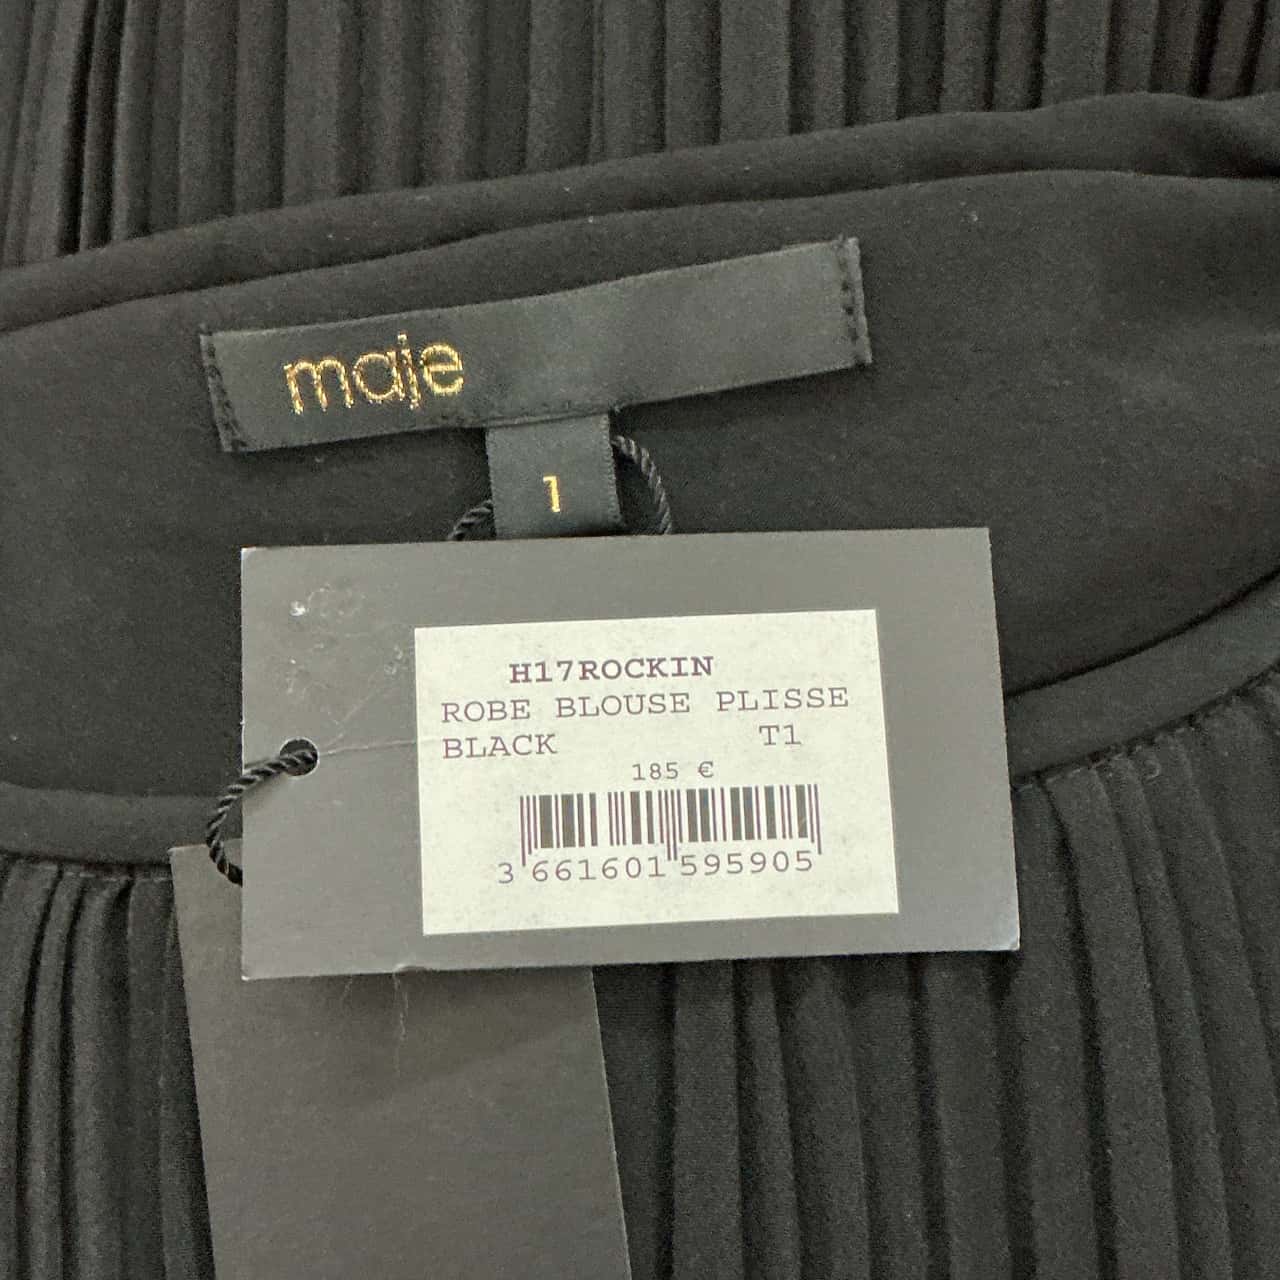 maje
1
H17ROCKIN
ROBE BLOUSE PLISSE
BLACK T1
185 €
3 661601 595905